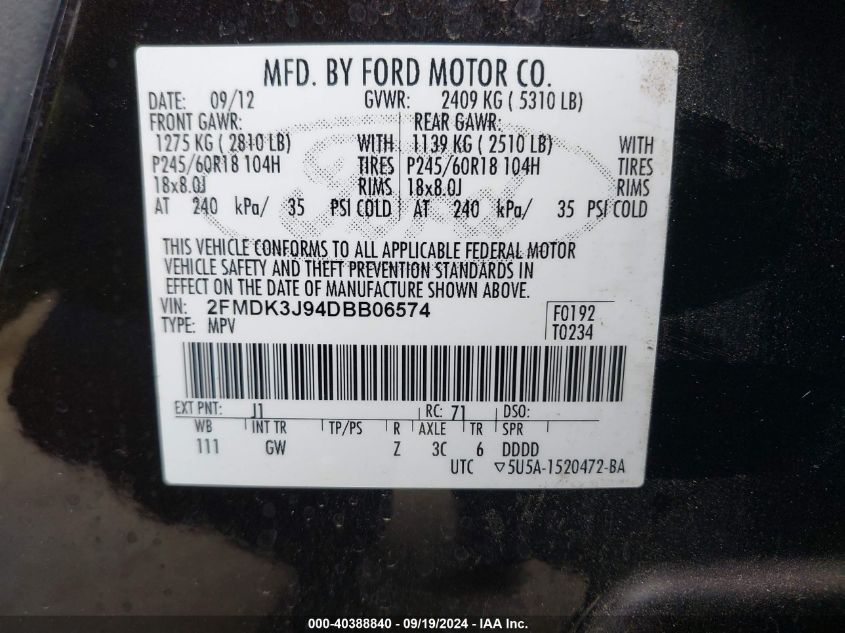 MFD. BY FORD MOTOR CO.
DATE: 09/12 GVWR: 2409 KG ( 5310 LB)
FRONT GAWR: REAR GAWR:
1275 KG ( 2810 LB) WITH 1139 KG ( 2510 LB) WITH
P245/60R18 104H TIRES P245/60R18 104H TIRES
18x8.0J RIMS 18x8.0J RIMS
AT 240 kPa/ 35 PSI COLD AT 240 kPa/ 35 PSI COLD
Ford
THIS VEHICLE CONFORMS TO ALL APPLICABLE FEDERAL MOTOR
VEHICLE SAFETY AND THEFT PREVENTION STANDARDS IN
EFFECT ON THE DATE OF MANUFACTURE SHOWN ABOVE.
VIN: 2FMDK3J94DBB06574 F0192
TYPE: MPV T0234
EXT PNT: J1 RC: 71 DSO:
WB INT TR TP/PS R AXLE TR SPR
111 GW Z 3C 6 DDDD
UTC ▽5U5A-1520472-BA
000-40388840 - 09/19/2024 - IAA Inc.